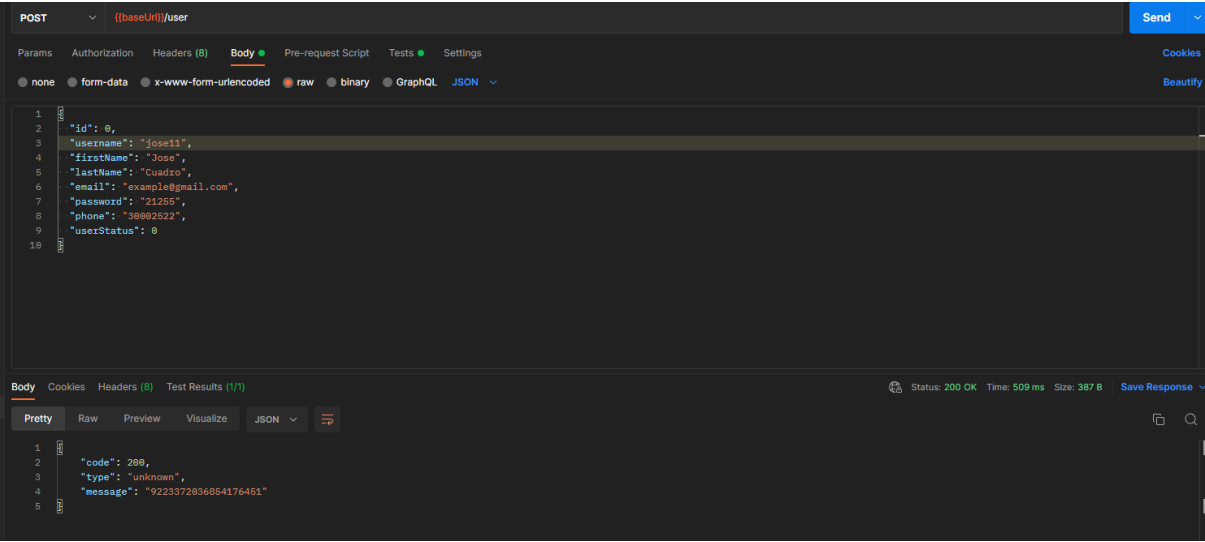 POST {{baseUrl}}/user Send
Params Authorization Headers (8) Body Pre-request Script Tests Settings Cookies
none form-data x-www-form-urlencoded raw binary GraphQL JSON Beautify
1 {
2 "id": 0,
3 "username": "jose11",
4 "firstName": "Jose",
5 "lastName": "Cuadro",
6 "email": "example@gmail.com",
7 "password": "21255",
8 "phone": "30002522",
9 "userStatus": 0
10 }
Body Cookies Headers (8) Test Results (1/1) Status: 200 OK Time: 509 ms Size: 387 B Save Response
Pretty Raw Preview Visualize JSON
1 {
2 "code": 200,
3 "type": "unknown",
4 "message": "9223372036854176451"
5 }